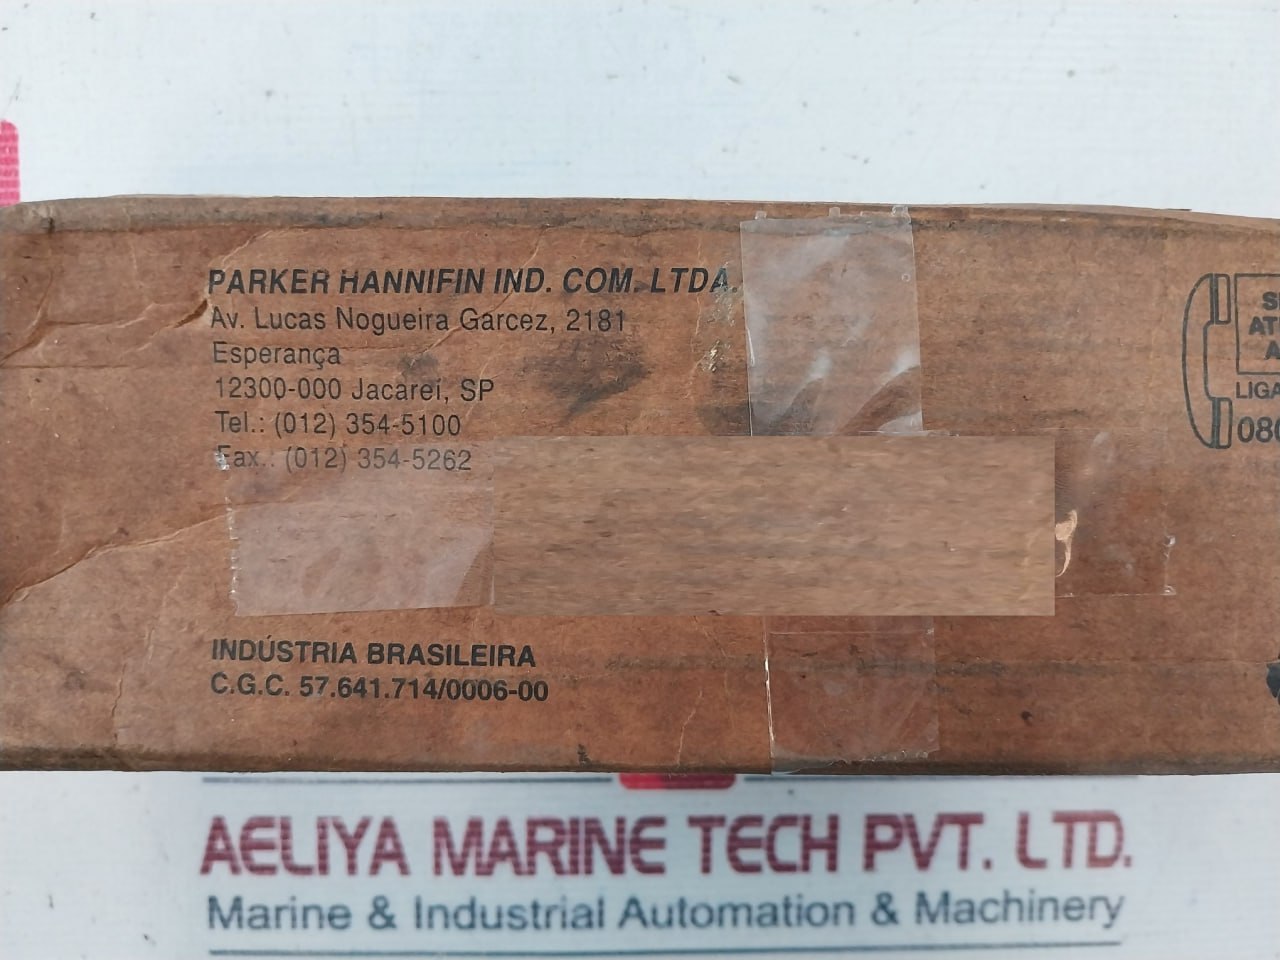 PARKER HANNIFIN IND. COM. LTDA.
Av. Lucas Nogueira Garcez, 2181
Esperança
12300-000 Jacareí, SP
Tel.: (012) 354-5100
Fax.: (012) 354-5262
INDÚSTRIA BRASILEIRA
C.G.C. 57.641.714/0006-00
AELIYA MARINE TECH PVT. LTD.
Marine & Industrial Automation & Machinery